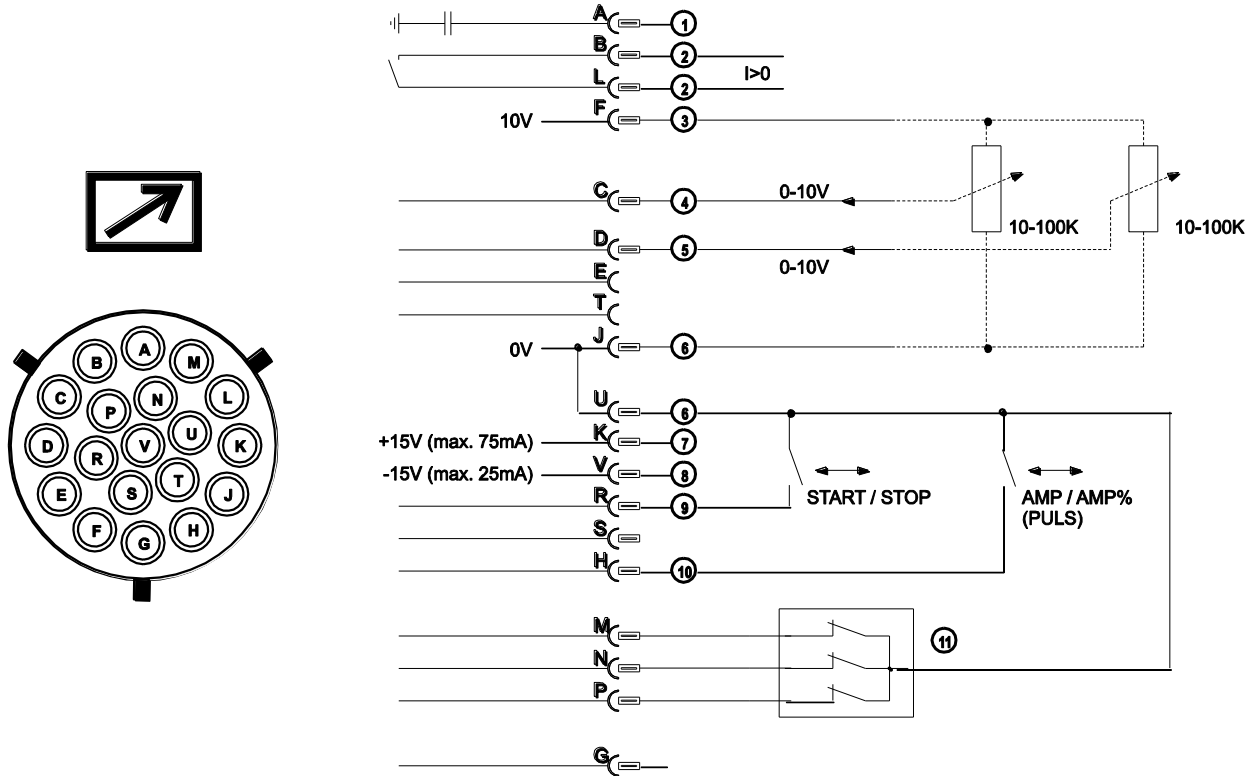 A 1
B 2
L 2 I>0
10V F 3
C 4 0-10V
10-100K 10-100K
D 5 0-10V
E
T
0V J 6
U 6
+15V (max. 75mA) K 7
-15V (max. 25mA) V 8
R 9 START / STOP AMP / AMP%
(PULS)
S
H 10
M 11
N
P
G
A
B M
C N L
P
D R V U K
E S T J
F H
G